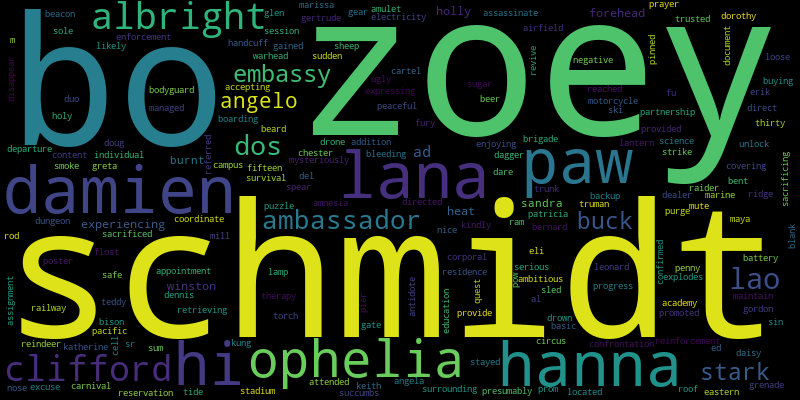 beacon
albright
glen
marissa
gertrude
gear
amulet
electricity
holly
assassinate
forehead
prayer
trusted
dorothy
bo
zoey
sole
session
airfield
m
enforcement
handcuff
gained
sudden
sheep
revive
pinned
document
loose
likely
warhead
disappear
bodyguard
embassy
ugly
cartel
negative
buying
duo
accepting
expressing
sugar
reached
erik
holy
managed
angelo
peaceful
beer
motorcycle
fu
direct
boarding
beard
fury
ski
partnership
thirty
departure
doug
referred
dos
drone
addition
enjoying
brigade
provided
science
unlock
content
individual
chester
bleeding
ad
dagger
lantern
strike
covering
sacrificing
smoke
greta
burnt
campus
mysteriously
lana
dare
paw
raider
bent
damien
fifteen
survival
del
spear
trunk
backup
dealer
marine
ridge
dungeon
experiencing
puzzle
amnesia
directed
sandra
truman
mute
purge
maya
blank
sacrificed
coordinate
ambassador
heat
patricia
ram
buck
rod
mill
nice
kindly
bernard
schmidt
float
poster
corporal
eli
confirmed
battery
safe
appointment
lamp
residence
serious
leonard
penny
explodes
lao
assignment
winston
therapy
antidote
quest
pow
ambitious
progress
maintain
teddy
dennis
sled
academy
railway
retrieving
torch
pier
education
provide
al
promoted
gordon
bison
pacific
gate
drown
basic
sin
reindeer
katherine
cell
sr
sum
kung
circus
confrontation
reinforcement
ed
daisy
clifford
hi
ophelia
hanna
stark
attended
stayed
nose
excuse
carnival
reservation
tide
stadium
keith
succumbs
angela
surrounding
presumably
prom
located
roof
eastern
grenade